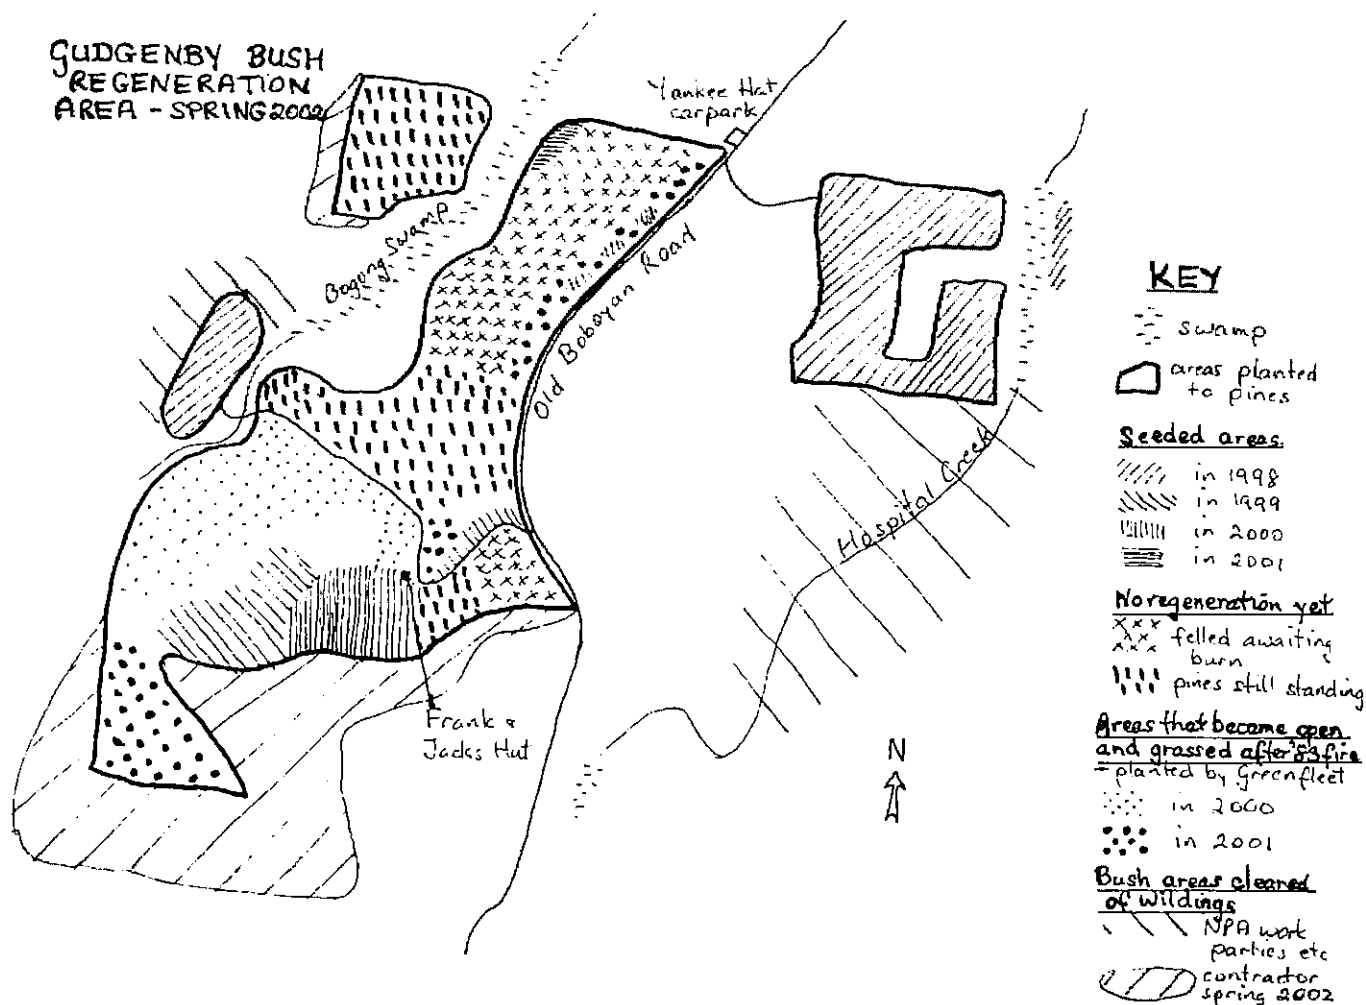 GUDGENBY BUSH
REGENERATION
AREA - SPRING 2002
Yankee Hat
carpark
Bogong Swamp
Old Boboyan Road
Hospital Creek
Frank &
Jacks Hut
N
KEY
swamp
areas planted
to pines
Seeded areas.
in 1998
in 1999
in 2000
in 2001
No regeneration yet
felled awaiting
burn
pines still standing
Areas that became open
and grassed after '83 fire
- planted by Greenfleet
in 2000
in 2001
Bush areas cleared
of wildings
NPA work
parties etc
contractor
spring 2002